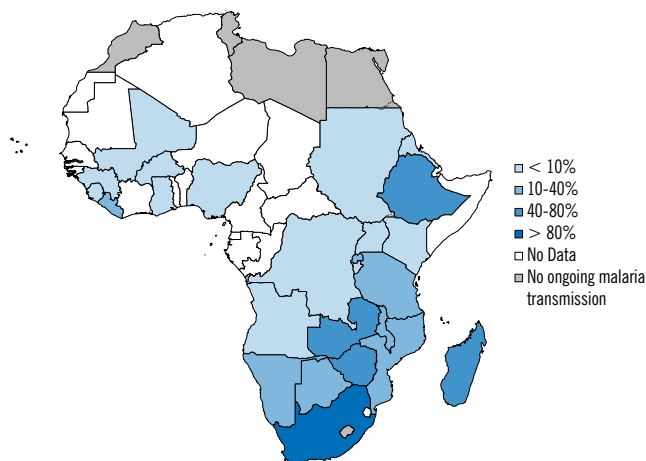 < 10%
10-40%
40-80%
> 80%
No Data
No ongoing malaria
transmission